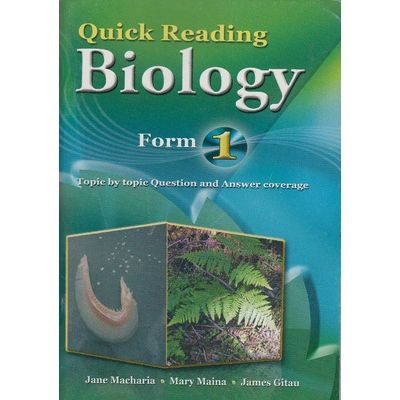 Quick Reading
Biology
Form 1
Topic by topic Question and Answer coverage
Jane Macharia • Mary Maina • James Gitau